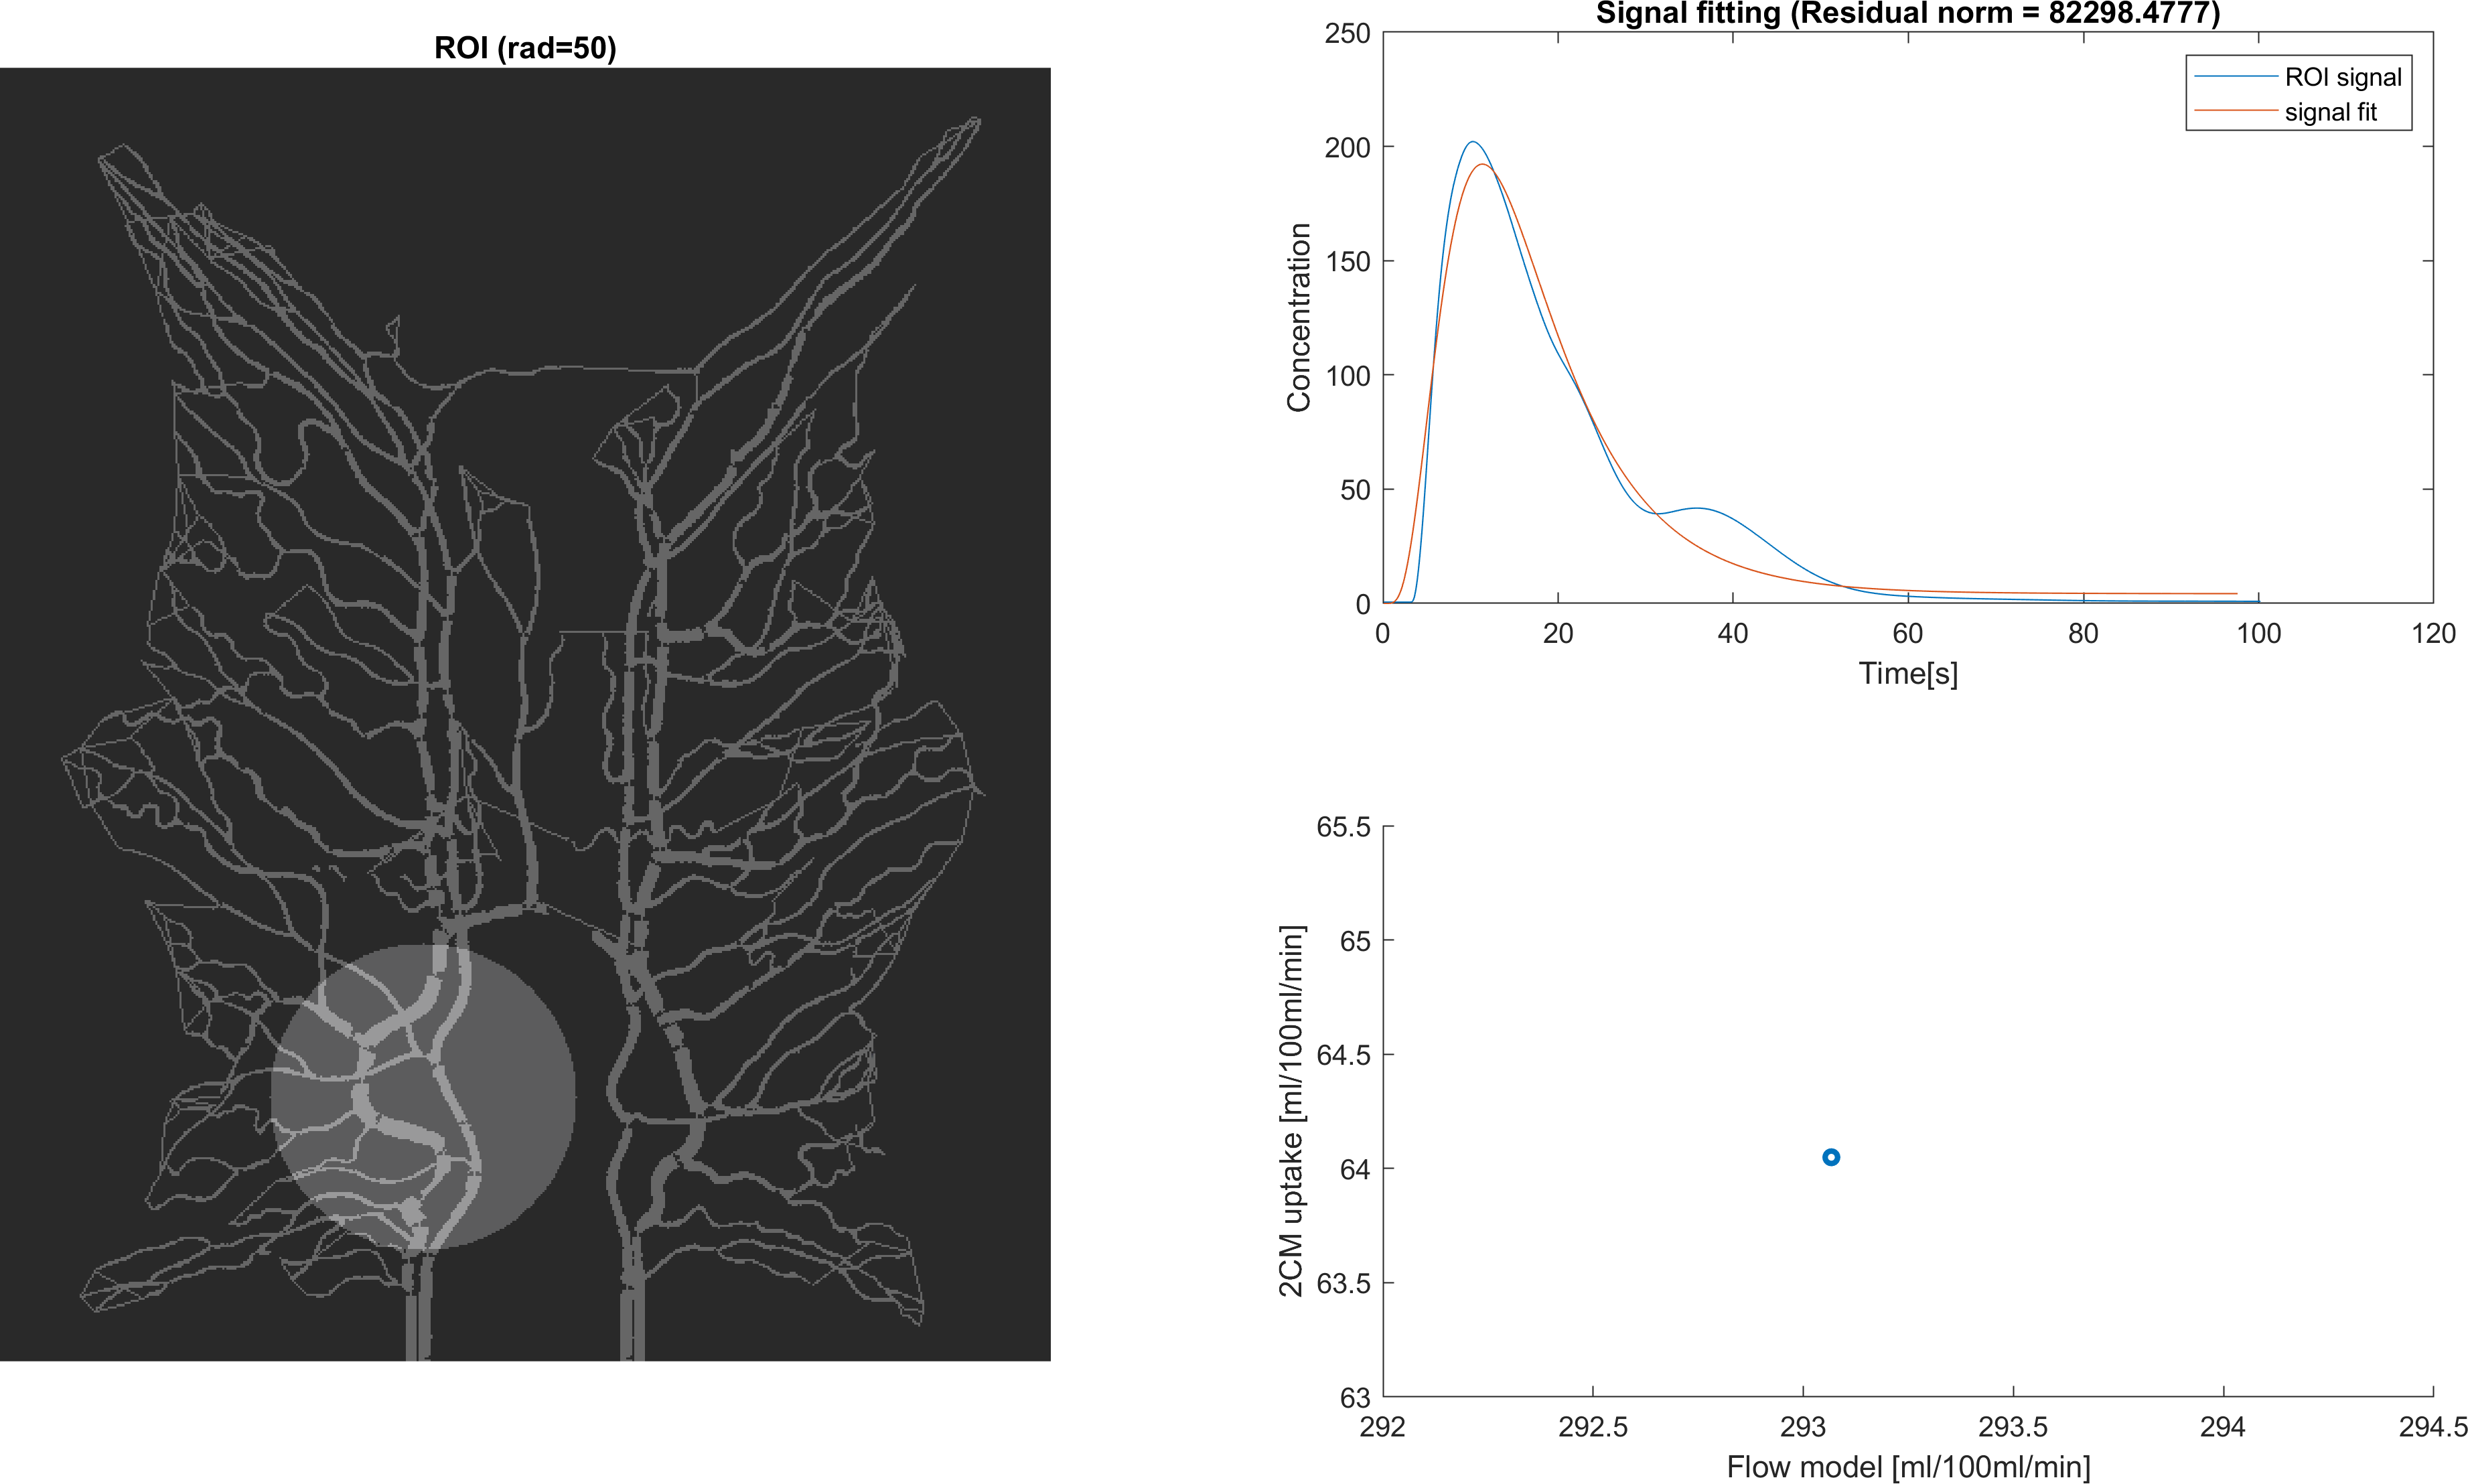 ROI (rad=50)
Signal fitting (Residual norm = 82298.4777)
250
200
150
100
50
0
Concentration
ROI signal
signal fit
0 20 40 60 80 100 120
Time[s]
65.5
65
64.5
64
63.5
63
2CM uptake [ml/100ml/min]
292 292.5 293 293.5 294 294.5
Flow model [ml/100ml/min]